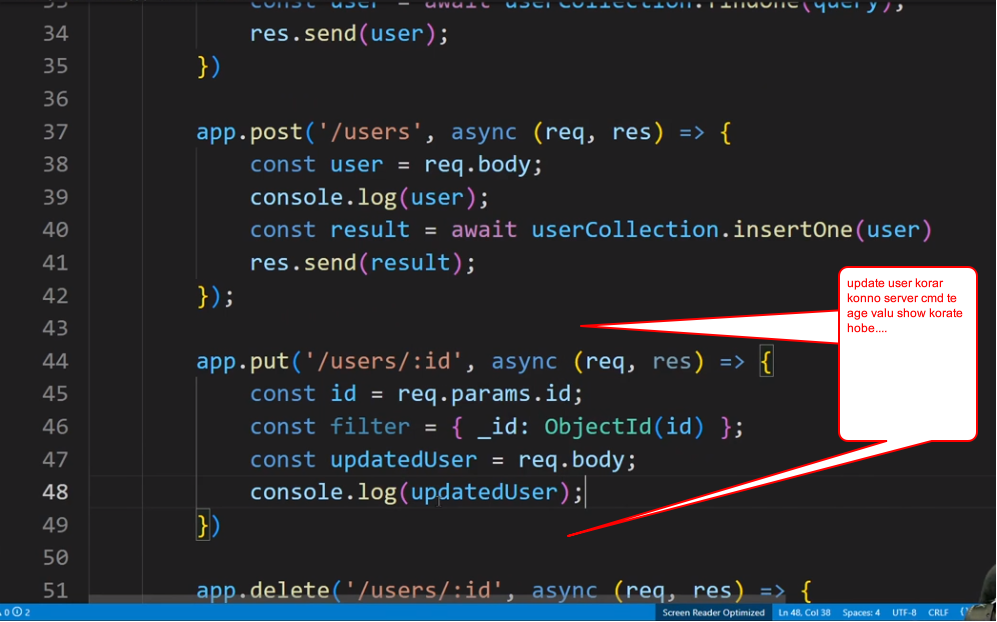 33 const user = await userCollection.findOne(query);
34 res.send(user);
35 })
36
37 app.post('/users', async (req, res) => {
38 const user = req.body;
39 console.log(user);
40 const result = await userCollection.insertOne(user)
41 res.send(result);
42 });
43
44 app.put('/users/:id', async (req, res) => {
45 const id = req.params.id;
46 const filter = { _id: ObjectId(id) };
47 const updatedUser = req.body;
48 console.log(updatedUser);
49 })
50
51 app.delete('/users/:id', async (req, res) => {
update user korar
konno server cmd te
age valu show korate
hobe....
0 2 Screen Reader Optimized Ln 48, Col 38 Spaces: 4 UTF-8 CRLF {